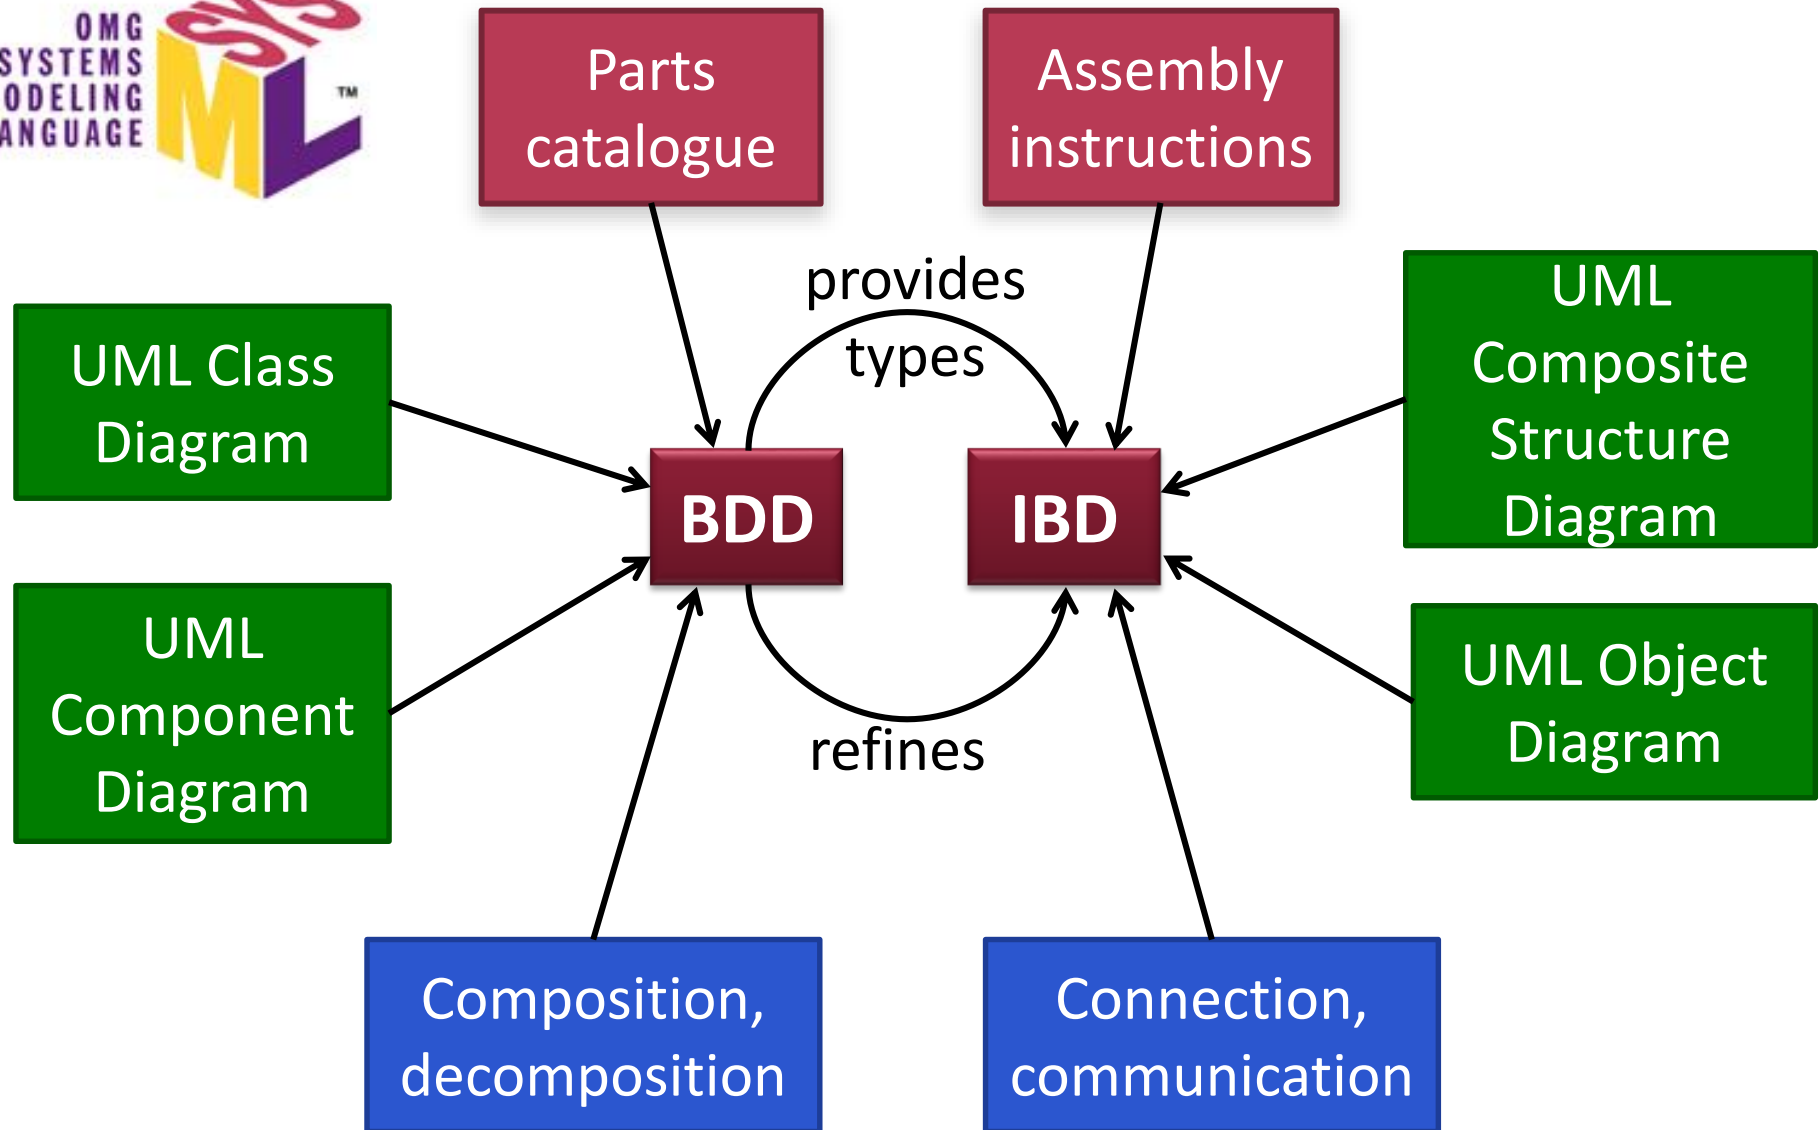 OMG
SYSTEMS
ODELING
ANGUAGE
SYS
ML
TM
Parts
catalogue
Assembly
instructions
provides
types
UML Class
Diagram
UML
Composite
Structure
Diagram
BDD
IBD
UML
Component
Diagram
UML Object
Diagram
refines
Composition,
decomposition
Connection,
communication